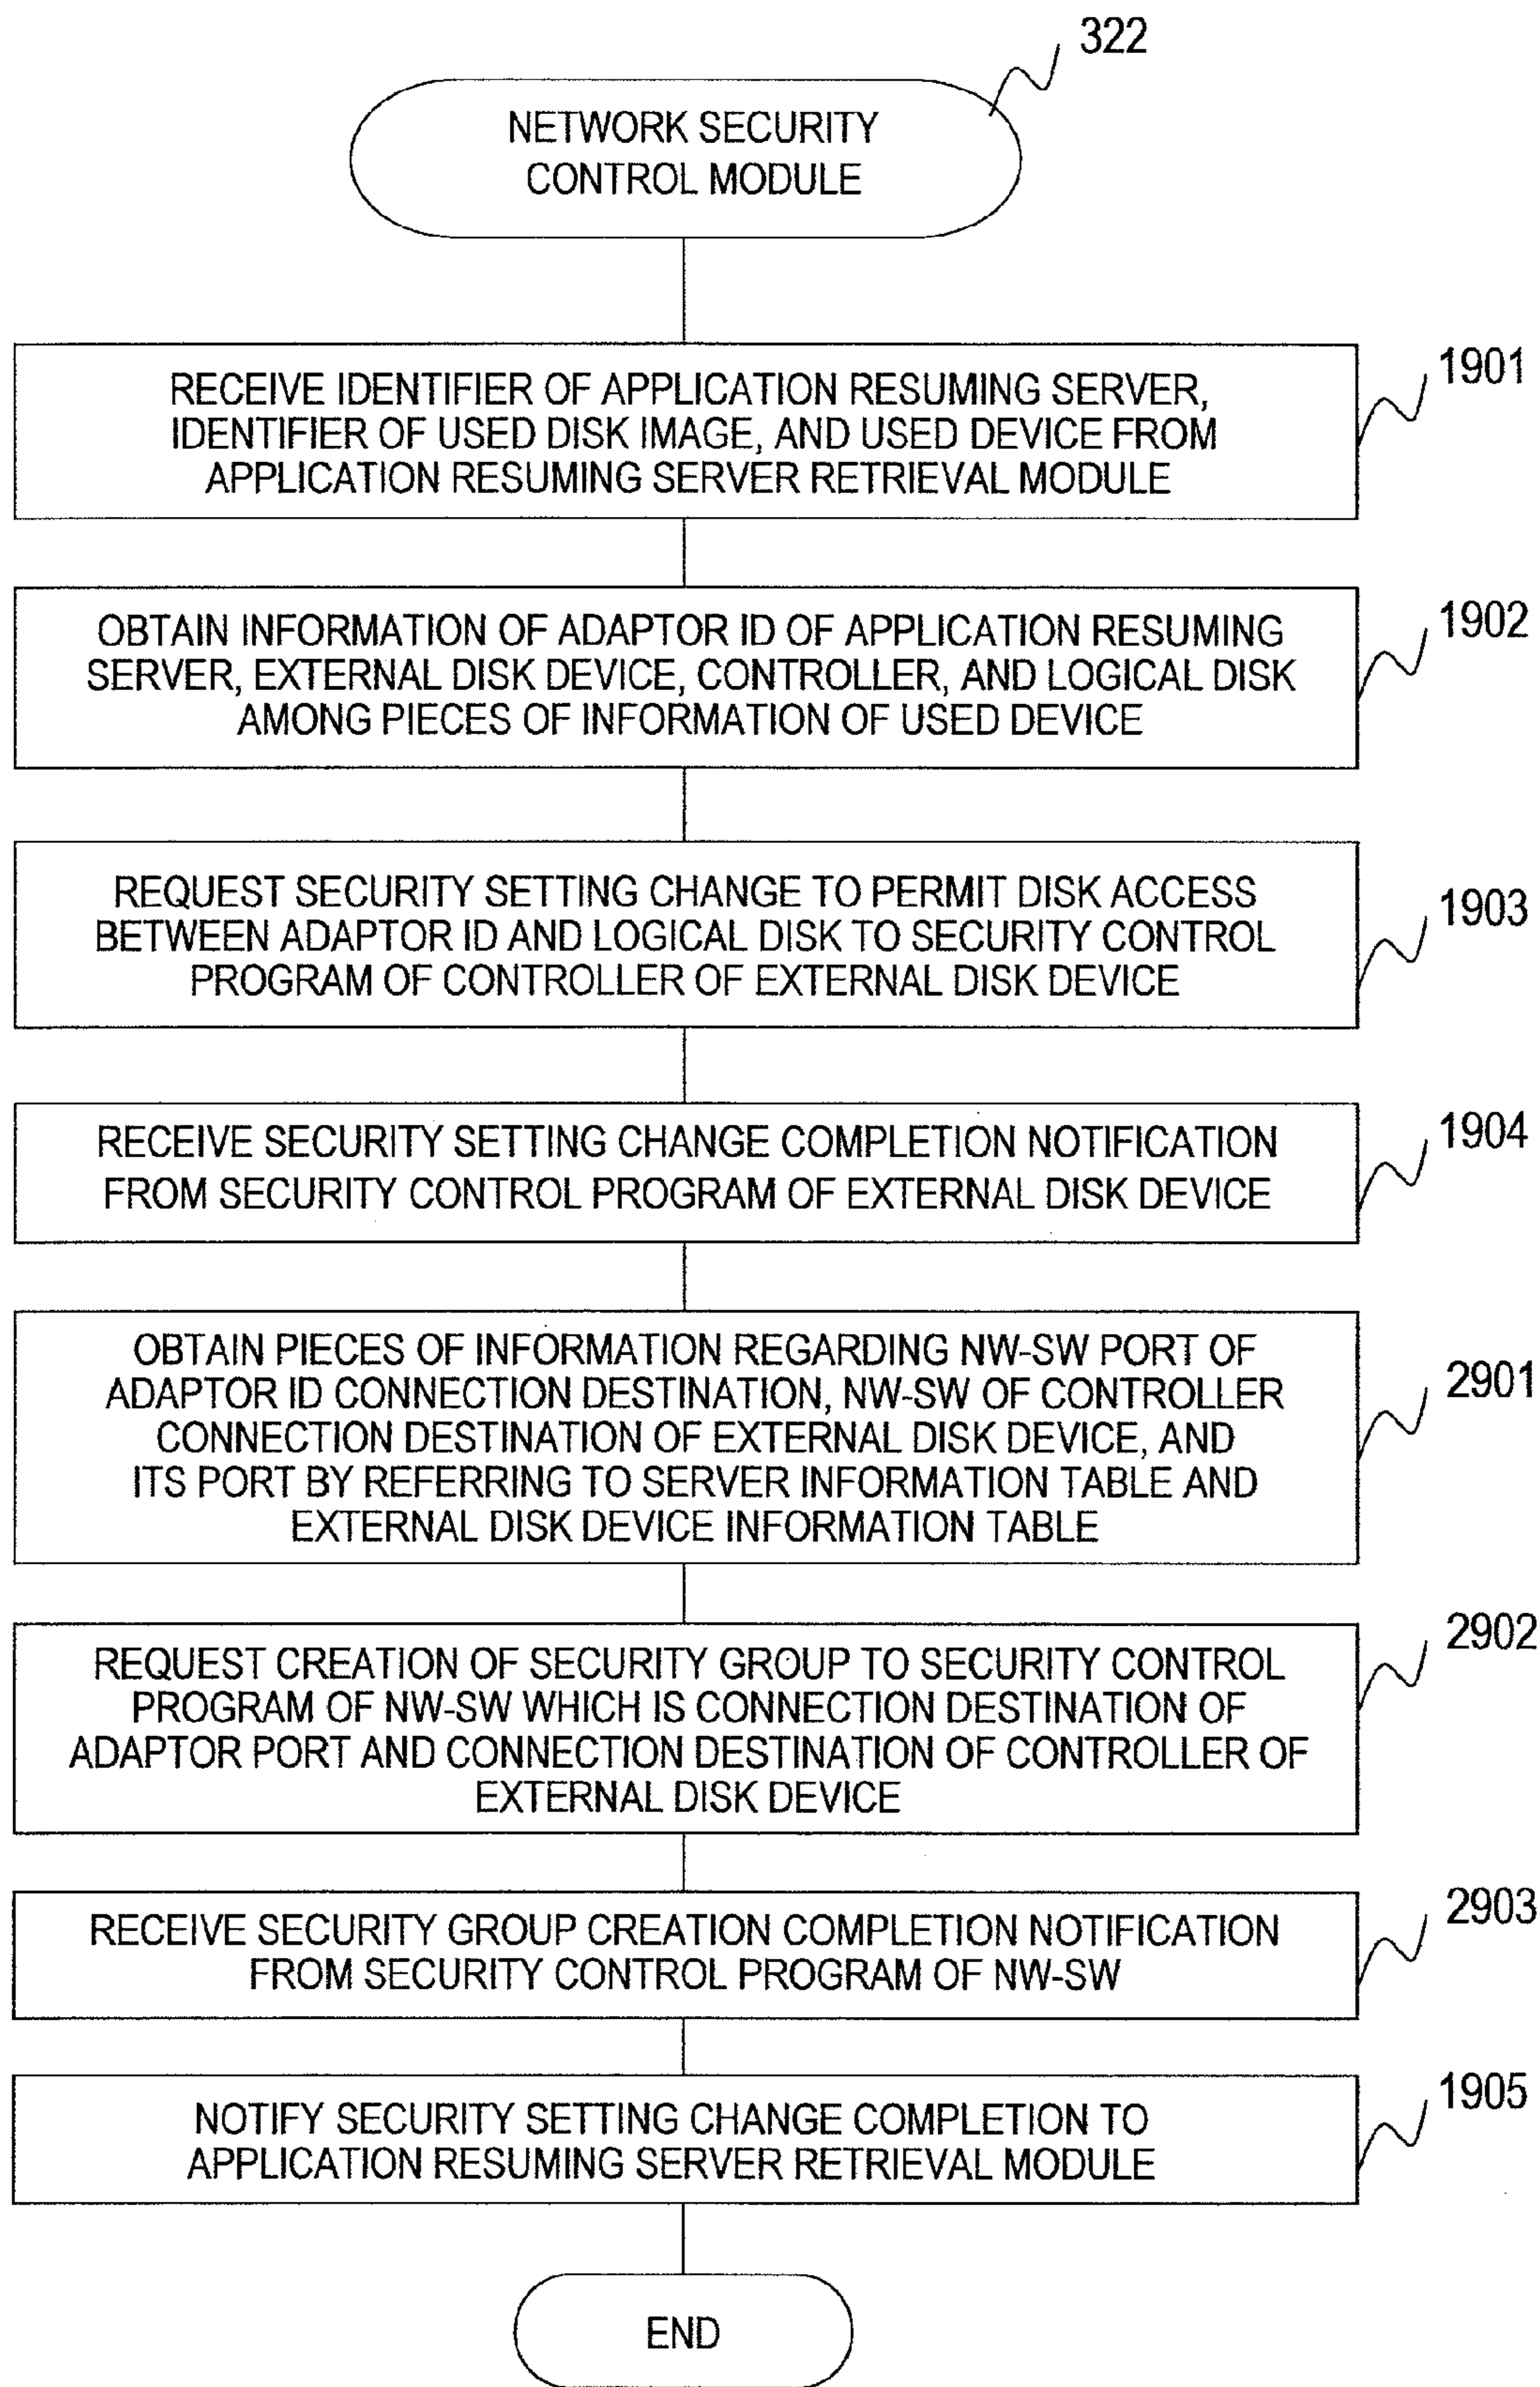 322
NETWORK SECURITY
CONTROL MODULE
1901
RECEIVE IDENTIFIER OF APPLICATION RESUMING SERVER,
IDENTIFIER OF USED DISK IMAGE, AND USED DEVICE FROM
APPLICATION RESUMING SERVER RETRIEVAL MODULE
1902
OBTAIN INFORMATION OF ADAPTOR ID OF APPLICATION RESUMING
SERVER, EXTERNAL DISK DEVICE, CONTROLLER, AND LOGICAL DISK
AMONG PIECES OF INFORMATION OF USED DEVICE
1903
REQUEST SECURITY SETTING CHANGE TO PERMIT DISK ACCESS
BETWEEN ADAPTOR ID AND LOGICAL DISK TO SECURITY CONTROL
PROGRAM OF CONTROLLER OF EXTERNAL DISK DEVICE
1904
RECEIVE SECURITY SETTING CHANGE COMPLETION NOTIFICATION
FROM SECURITY CONTROL PROGRAM OF EXTERNAL DISK DEVICE
2901
OBTAIN PIECES OF INFORMATION REGARDING NW-SW PORT OF
ADAPTOR ID CONNECTION DESTINATION, NW-SW OF CONTROLLER
CONNECTION DESTINATION OF EXTERNAL DISK DEVICE, AND
ITS PORT BY REFERRING TO SERVER INFORMATION TABLE AND
EXTERNAL DISK DEVICE INFORMATION TABLE
2902
REQUEST CREATION OF SECURITY GROUP TO SECURITY CONTROL
PROGRAM OF NW-SW WHICH IS CONNECTION DESTINATION OF
ADAPTOR PORT AND CONNECTION DESTINATION OF CONTROLLER OF
EXTERNAL DISK DEVICE
2903
RECEIVE SECURITY GROUP CREATION COMPLETION NOTIFICATION
FROM SECURITY CONTROL PROGRAM OF NW-SW
1905
NOTIFY SECURITY SETTING CHANGE COMPLETION TO
APPLICATION RESUMING SERVER RETRIEVAL MODULE
END